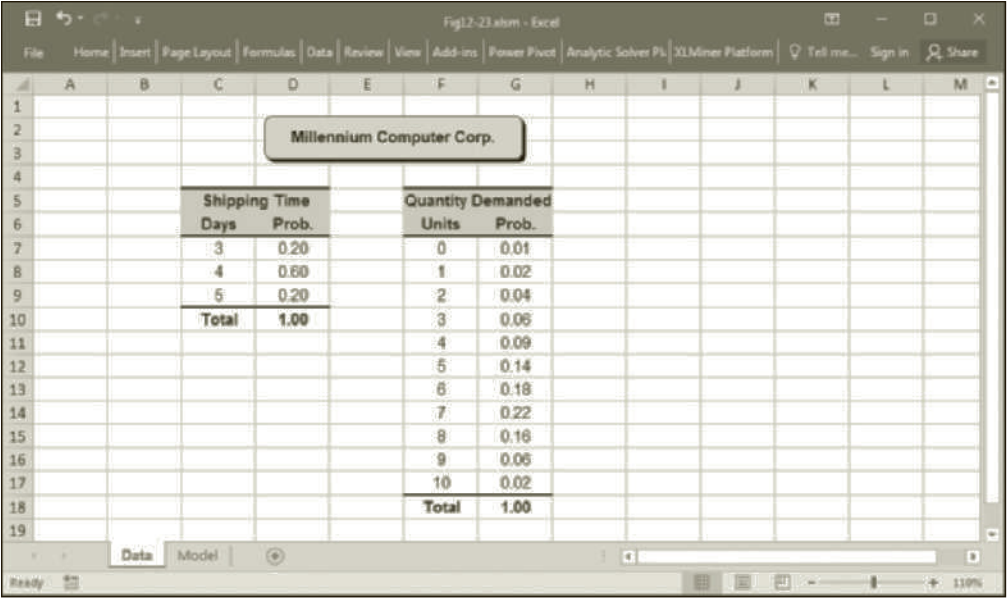 Fig12-23.xlsm - Excel
File Home Insert Page Layout Formulas Data Review View Add-ins Power Pivot Analytic Solver Pl XLMiner Platform Tell me... Sign in Share
A B C D E F G H I J K L M
1
2
Millennium Computer Corp.
3
4
5 Shipping Time Quantity Demanded
6 Days Prob. Units Prob.
7 3 0.20 0 0.01
8 4 0.60 1 0.02
9 5 0.20 2 0.04
10 Total 1.00 3 0.06
11 4 0.09
12 5 0.14
13 6 0.18
14 7 0.22
15 8 0.16
16 9 0.06
17 10 0.02
18 Total 1.00
19
Data Model
Ready 110%